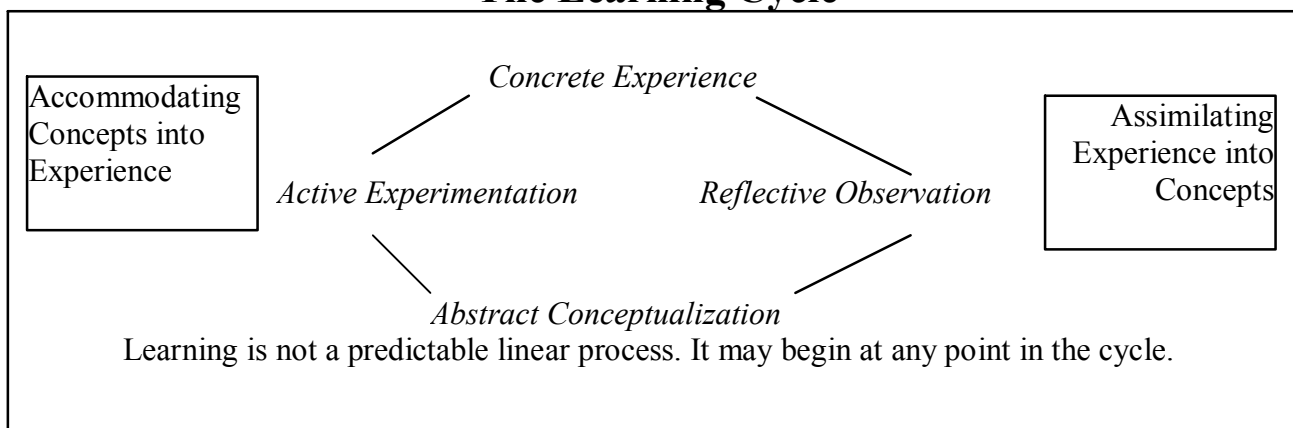 The Learning Cycle
Concrete Experience
Accommodating
Concepts into
Experience
Assimilating
Experience into
Concepts
Active Experimentation
Reflective Observation
Abstract Conceptualization
Learning is not a predictable linear process. It may begin at any point in the cycle.